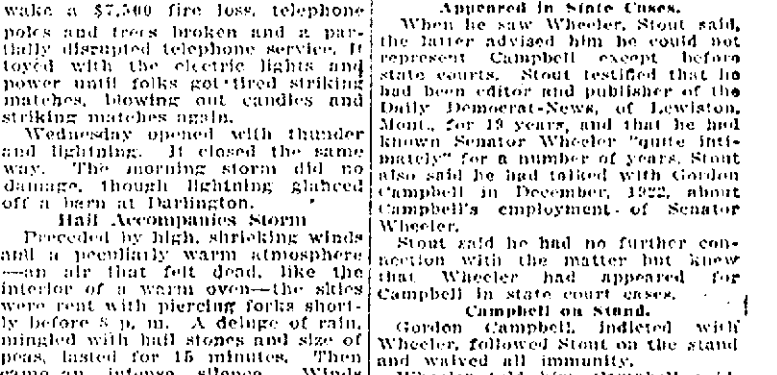 wake a $7,500 fire loss, telephone
poles and trees broken and a par-
tially disrupted telephone service. It
toyed with the electric lights and
power until folks got tired striking
matches, blowing out candles and
striking matches again.
Wednesday opened with thunder
and lightning. It closed the same
way. The morning storm did no
damage, though lightning glanced
off a barn at Darlington.
Hail Accompanies Storm
Preceded by high, shrieking winds
and a peculiarly warm atmosphere
—an air that felt dead, like the
interior of a warm oven—the skies
were rent with piercing forks short-
ly before 8 p. m. A deluge of rain,
mingled with hail stones and size of
peas, lasted for 15 minutes. Then
came an intense silence. Winds
Appeared in State Cases.
When he saw Wheeler, Stout said,
the latter advised him he could not
represent Campbell except before
state courts. Stout testified that he
had been editor and publisher of the
Daily Democrat-News, of Lewiston,
Mont., for 19 years, and that he had
known Senator Wheeler "quite inti-
mately" for a number of years. Stout
also said he had talked with Gordon
Campbell in December, 1922, about
Campbell's employment of Senator
Wheeler.
Stout said he had no further con-
nection with the matter but knew
that Wheeler had appeared for
Campbell in state court cases.
Campbell on Stand.
Gordon Campbell, indicted with
Wheeler, followed Stout on the stand
and waived all immunity.